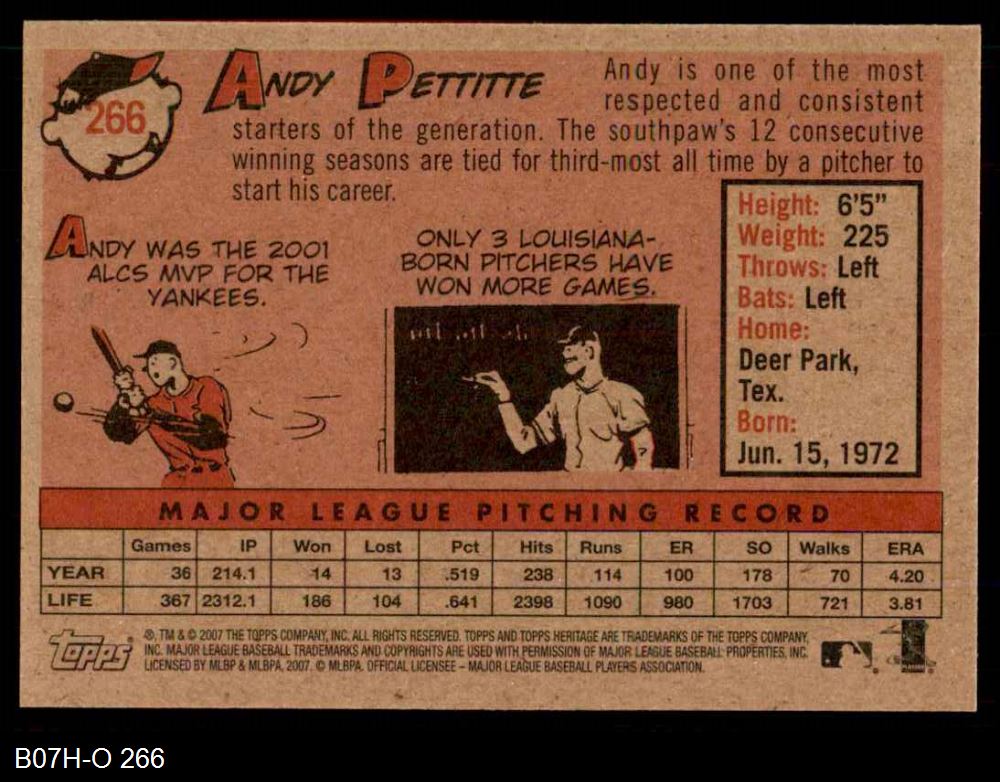 266
ANDY PETTITTE
Andy is one of the most
respected and consistent
starters of the generation. The southpaw's 12 consecutive
winning seasons are tied for third-most all time by a pitcher to
start his career.
ANDY WAS THE 2001
ALCS MVP FOR THE
YANKEES.
ONLY 3 LOUISIANA-
BORN PITCHERS HAVE
WON MORE GAMES.
?
Height: 6'5"
Weight: 225
Throws: Left
Bats: Left
Home:
Deer Park,
Tex.
Born:
Jun. 15, 1972
MAJOR LEAGUE PITCHING RECORD
Games IP Won Lost Pct Hits Runs ER SO Walks ERA
YEAR 36 214.1 14 13 .519 238 114 100 178 70 4.20
LIFE 367 2312.1 186 104 .641 2398 1090 980 1703 721 3.81
Topps
®, TM & © 2007 THE TOPPS COMPANY, INC. ALL RIGHTS RESERVED. TOPPS AND TOPPS HERITAGE ARE TRADEMARKS OF THE TOPPS COMPANY,
INC. MAJOR LEAGUE BASEBALL TRADEMARKS AND COPYRIGHTS ARE USED WITH PERMISSION OF MAJOR LEAGUE BASEBALL PROPERTIES, INC.
LICENSED BY MLBP & MLBPA, 2007. © MLBPA. OFFICIAL LICENSEE – MAJOR LEAGUE BASEBALL PLAYERS ASSOCIATION.
B07H-O 266